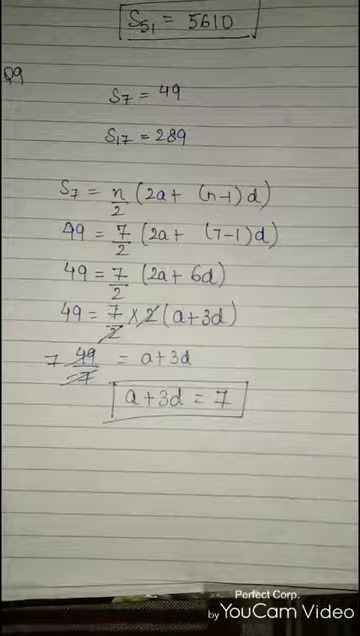 S51 = 5610
Q9
S7 = 49
S17 = 289
S7 = n/2 (2a + (n-1)d)
49 = 7/2 (2a + (7-1)d)
49 = 7/2 (2a + 6d)
49 = 7/2 × 2 (a+3d)
7 49/7 = a+3d
a+3d = 7
Perfect Corp.
by YouCam Video